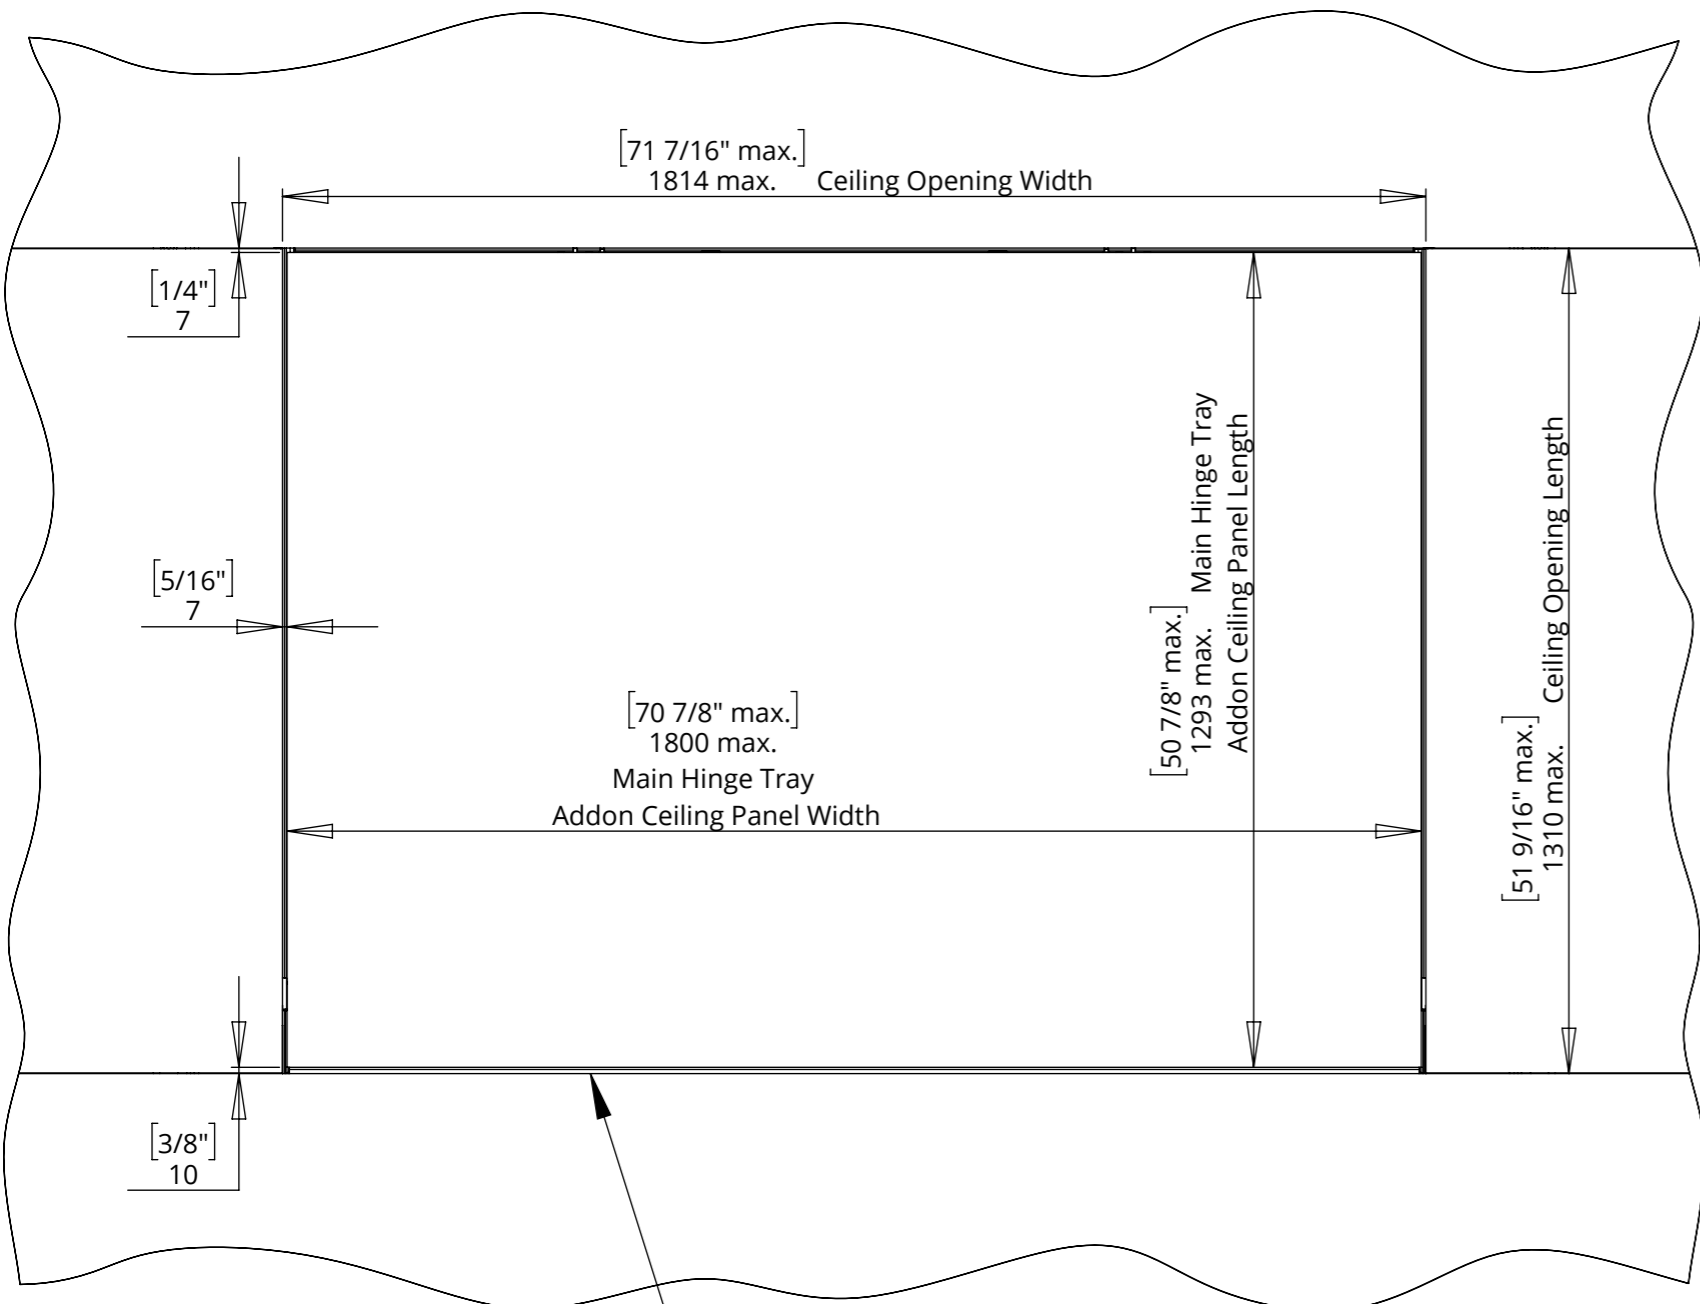 [71 7/16" max.]
1814 max. Ceiling Opening Width
[1/4"]
7
[5/16"]
7
[70 7/8" max.]
1800 max.
Main Hinge Tray
Addon Ceiling Panel Width
[50 7/8" max.]
1293 max. Main Hinge Tray
Addon Ceiling Panel Length
[51 9/16" max.]
1310 max. Ceiling Opening Length
[3/8"]
10